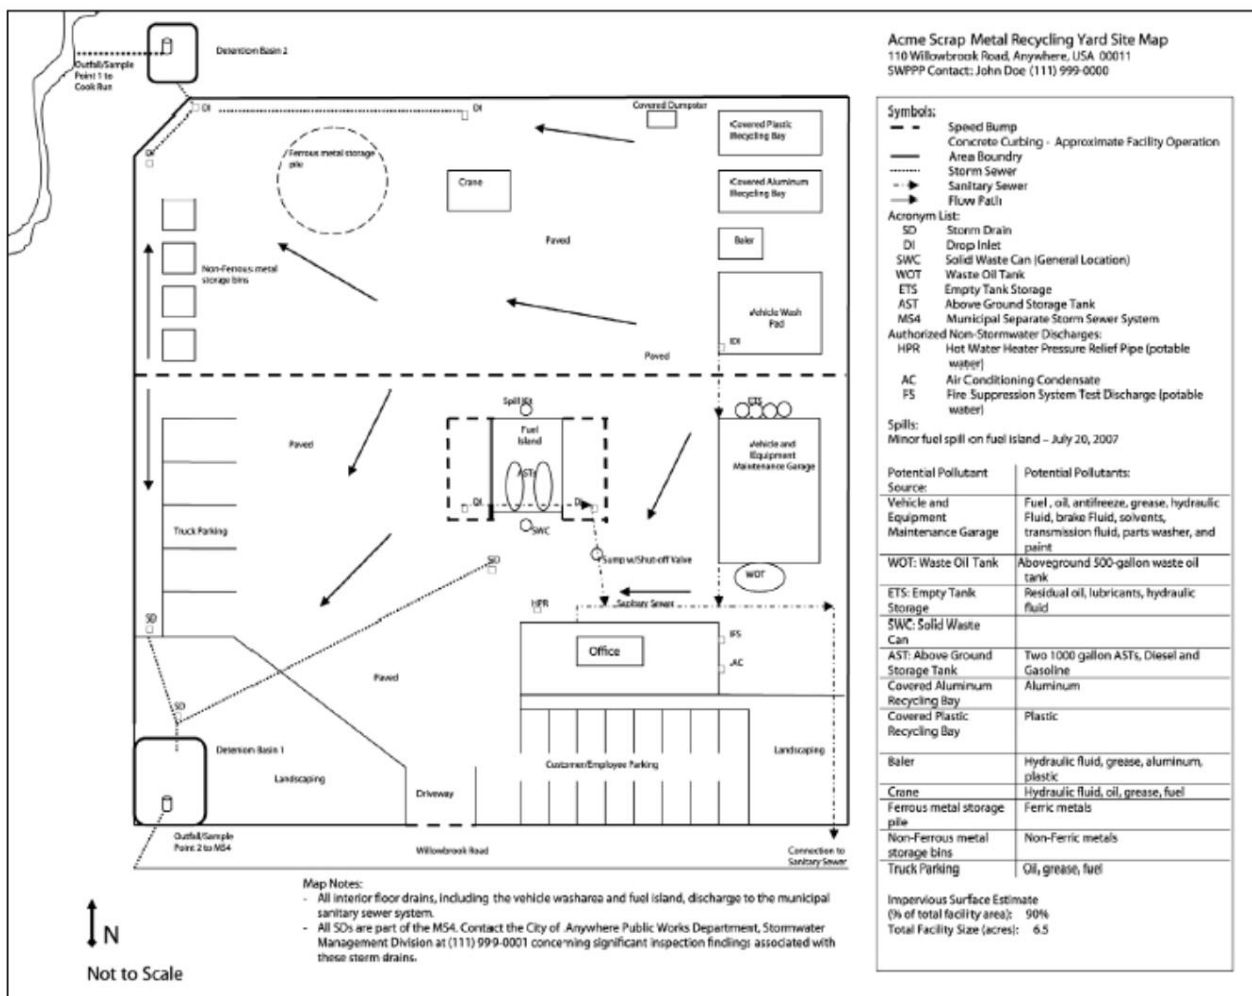 Acme Scrap Metal Recycling Yard Site Map
110 Willowbrook Road, Anywhere, USA 00011
SWPPP Contact: John Doe (111) 999-0000
Detention Basin 2
Outfall/Sample
Point 1 to
Cook Run
DI
DI
DI
Covered Dumpster
Covered Plastic
Recycling Bay
Ferrous metal storage
pile
Crane
Covered Aluminum
Recycling Bay
Paved
Baler
Non-Ferrous metal
storage bins
Vehicle Wash
Pad
DI
Paved
Spill Kit
ETS
Fuel
Island
Paved
Vehicle and
Equipment
Maintenance Garage
ASTs
DI
DI
Truck Parking
SWC
SD
Sump w/Shut-off Valve
WOT
HPR
Sanitary Sewer
SD
FS
Office
AC
Paved
SD
Detention Basin 1
Landscaping
Customer/Employee Parking
Landscaping
Driveway
Outfall/Sample
Point 2 to MS4
Willowbrook Road
Connection to
Sanitary Sewer
N
Not to Scale
Map Notes:
- All interior floor drains, including the vehicle washarea and fuel island, discharge to the municipal
sanitary sewer system.
- All SDs are part of the MS4. Contact the City of Anywhere Public Works Department, Stormwater
Management Division at (111) 999-0001 concerning significant inspection findings associated with
these storm drains.
Symbols:
Speed Bump
Concrete Curbing - Approximate Facility Operation
Area Boundry
Storm Sewer
Sanitary Sewer
Flow Path
Acronym List:
SD Storm Drain
DI Drop Inlet
SWC Solid Waste Can (General Location)
WOT Waste Oil Tank
ETS Empty Tank Storage
AST Above Ground Storage Tank
MS4 Municipal Separate Storm Sewer System
Authorized Non-Stormwater Discharges:
HPR Hot Water Heater Pressure Relief Pipe (potable
water)
AC Air Conditioning Condensate
FS Fire Suppression System Test Discharge (potable
water)
Spills:
Minor fuel spill on fuel island – July 20, 2007
Potential Pollutant
Source:
Potential Pollutants:
Vehicle and
Equipment
Maintenance Garage
Fuel, oil, antifreeze, grease, hydraulic
Fluid, brake Fluid, solvents,
transmission fluid, parts washer, and
paint
WOT: Waste Oil Tank
Aboveground 500-gallon waste oil
tank
ETS: Empty Tank
Storage
Residual oil, lubricants, hydraulic
fluid
SWC: Solid Waste
Can
AST: Above Ground
Storage Tank
Two 1000 gallon ASTs, Diesel and
Gasoline
Covered Aluminum
Recycling Bay
Aluminum
Covered Plastic
Recycling Bay
Plastic
Baler
Hydraulic fluid, grease, aluminum,
plastic
Crane
Hydraulic fluid, oil, grease, fuel
Ferrous metal storage
pile
Ferric metals
Non-Ferrous metal
storage bins
Non-Ferric metals
Truck Parking
Oil, grease, fuel
Impervious Surface Estimate
(% of total facility area): 90%
Total Facility Size (acres): 6.5